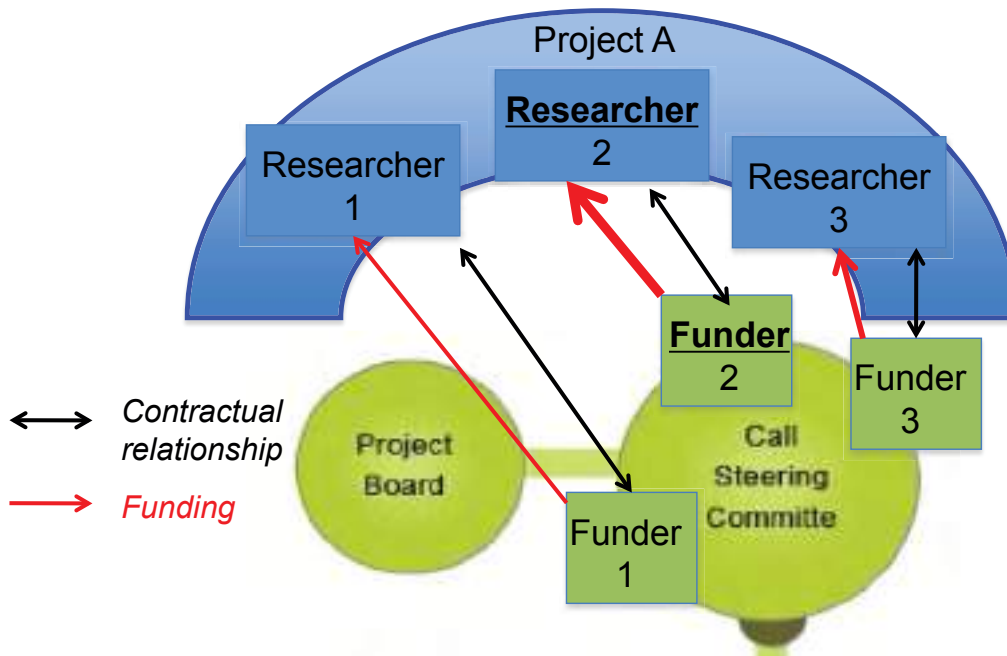 Project A
Researcher
2
Researcher
1
Researcher
3
Funder
2
Funder
3
Contractual
relationship
Funding
Project
Board
Call
Steering
Committe
Funder
1